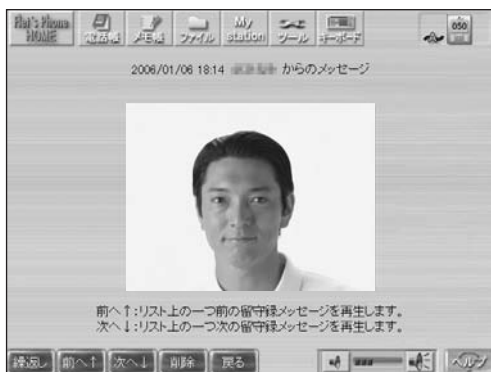 Flet's Phone
HOME
電話帳
メモ帳
ファイル
My
station
ツール
キーボード
050
2006/01/06 18:14 からのメッセージ
前へ↑:リスト上の一つ前の留守録メッセージを再生します。
次へ↓:リスト上の一つ次の留守録メッセージを再生します。
繰返し 前へ↑ 次へ↓ 削除 戻る ヘルプ